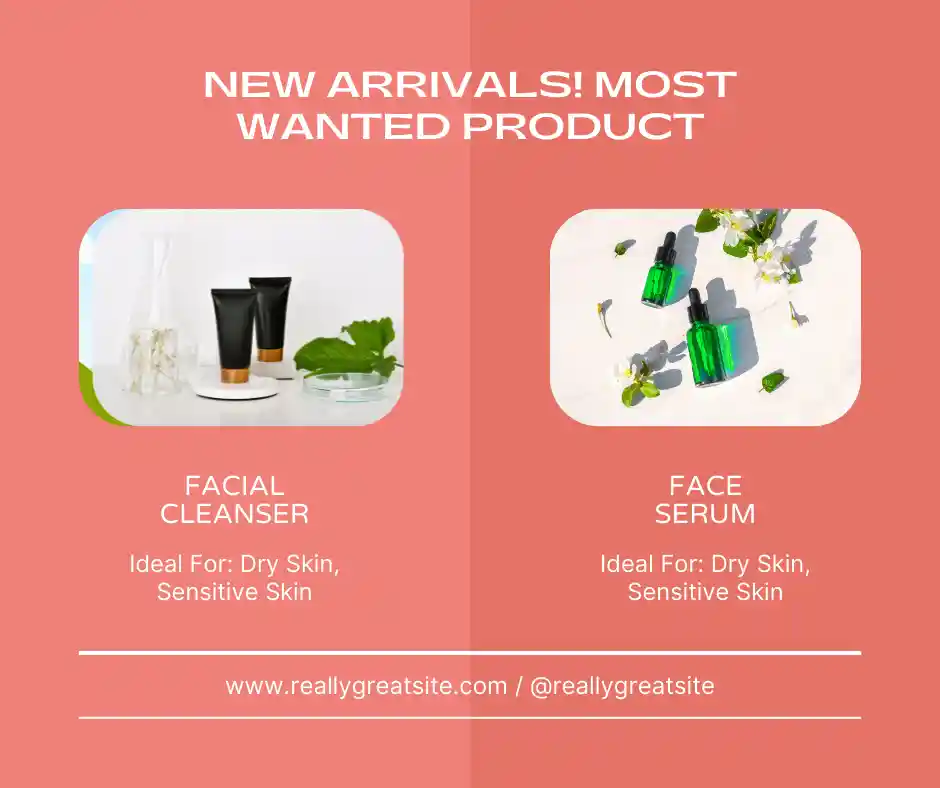 NEW ARRIVALS! MOST
WANTED PRODUCT
FACIAL
CLEANSER
Ideal For: Dry Skin,
Sensitive Skin
FACE
SERUM
Ideal For: Dry Skin,
Sensitive Skin
www.reallygreatsite.com / @reallygreatsite